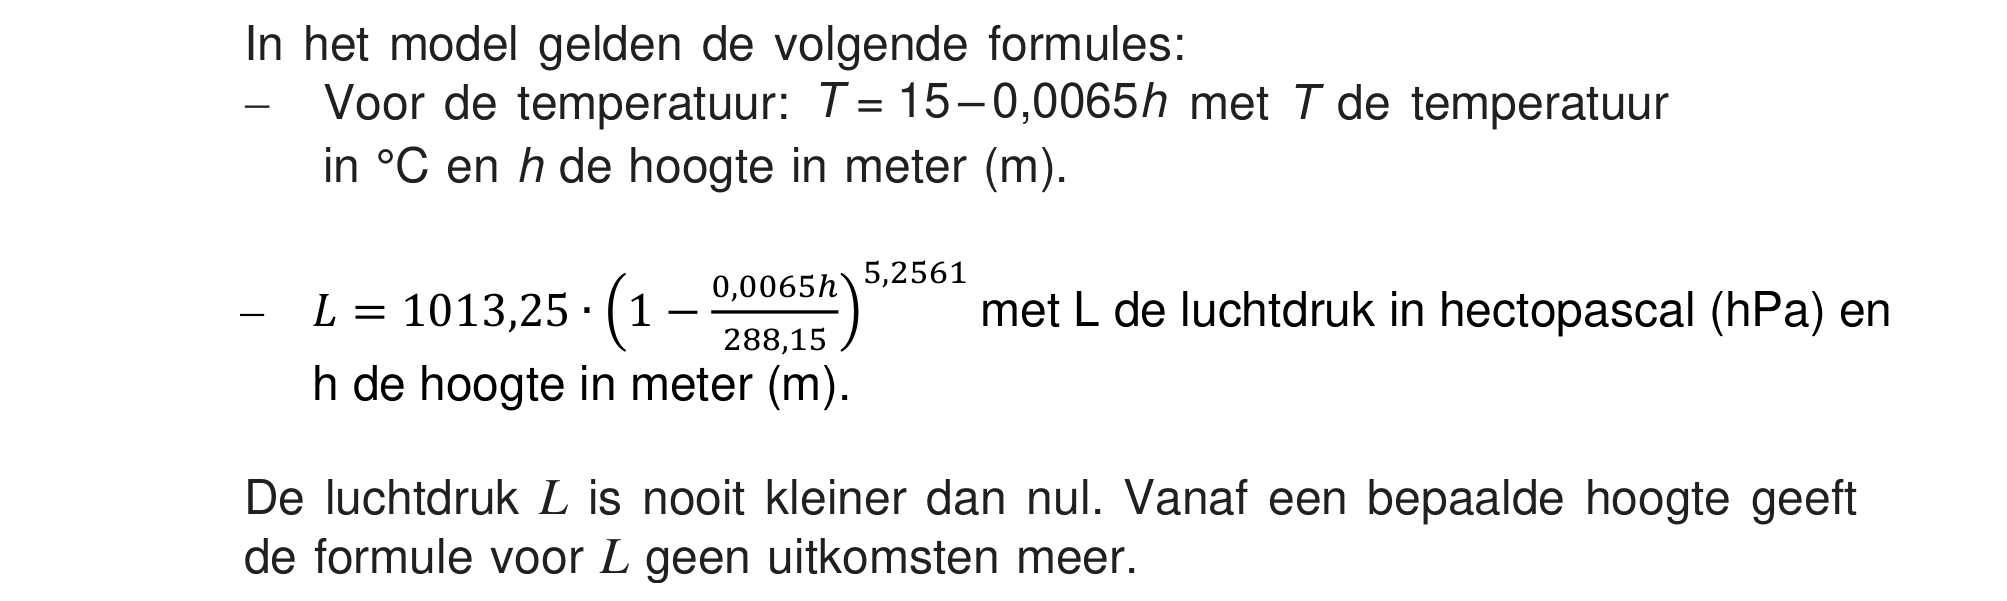 In het model gelden de volgende formules:
– Voor de temperatuur: T = 15 – 0,0065h met T de temperatuur
in °C en h de hoogte in meter (m).
– L = 1013,25 · (1 − 0,0065h/288,15)^5,2561 met L de luchtdruk in hectopascal (hPa) en
h de hoogte in meter (m).
De luchtdruk L is nooit kleiner dan nul. Vanaf een bepaalde hoogte geeft
de formule voor L geen uitkomsten meer.